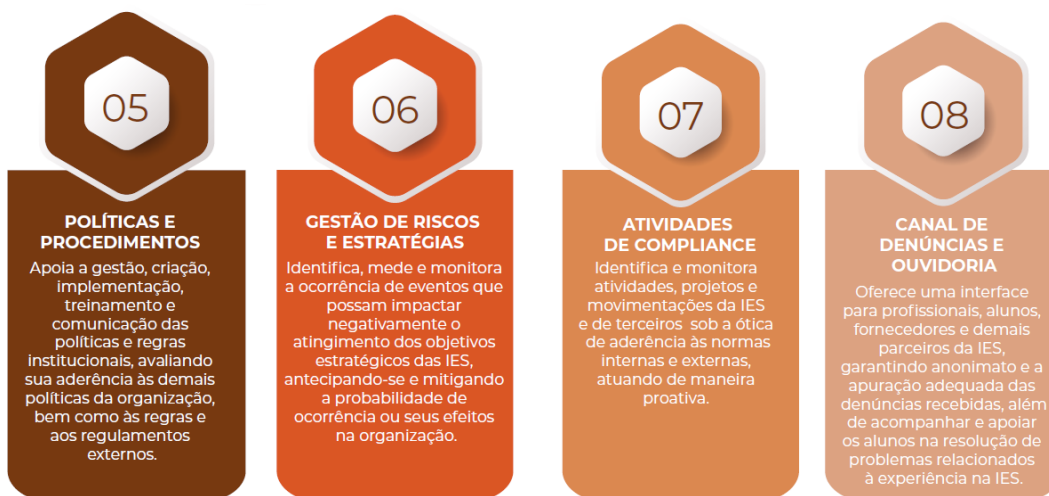 05
POLÍTICAS E
PROCEDIMENTOS
Apoia a gestão, criação,
implementação,
treinamento e
comunicação das
políticas e regras
institucionais, avaliando
sua aderência às demais
políticas da organização,
bem como às regras e
aos regulamentos
externos.
06
GESTÃO DE RISCOS
E ESTRATÉGIAS
Identifica, mede e monitora
a ocorrência de eventos que
possam impactar
negativamente o
atingimento dos objetivos
estratégicos das IES,
antecipando-se e mitigando
a probabilidade de
ocorrência ou seus efeitos
na organização.
07
ATIVIDADES
DE COMPLIANCE
Identifica e monitora
atividades, projetos e
movimentações da IES
e de terceiros sob a ótica
de aderência às normas
internas e externas,
atuando de maneira
proativa.
08
CANAL DE
DENÚNCIAS E
OUVIDORIA
Oferece uma interface
para profissionais, alunos,
fornecedores e demais
parceiros da IES,
garantindo anonimato e a
apuração adequada das
denúncias recebidas, além
de acompanhar e apoiar
os alunos na resolução de
problemas relacionados
à experiência na IES.